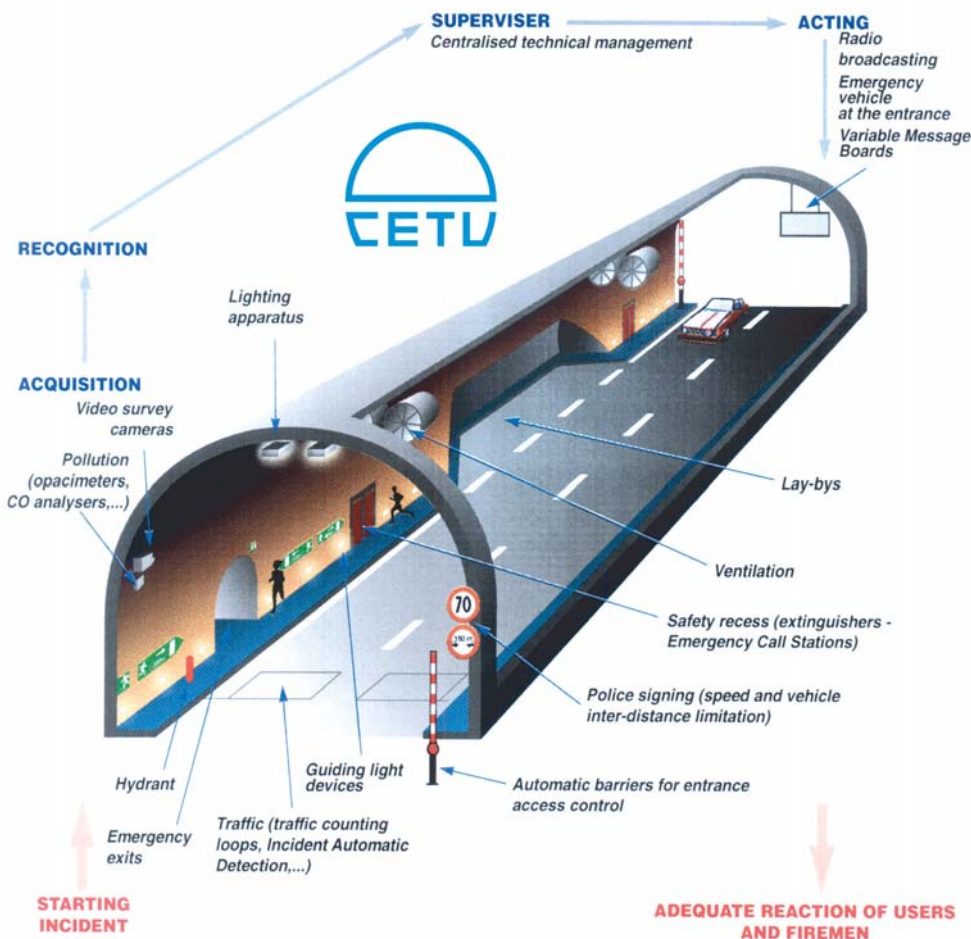 SUPERVISER
Centralised technical management
ACTING
Radio
broadcasting
Emergency
vehicle
at the entrance
Variable Message
Boards
CETU
RECOGNITION
Lighting
apparatus
ACQUISITION
Video survey
cameras
Pollution
(opacimeters,
CO analysers,...)
Lay-bys
Ventilation
70
Safety recess (extinguishers -
Emergency Call Stations)
Police signing (speed and vehicle
inter-distance limitation)
Hydrant
Guiding light
devices
Automatic barriers for entrance
access control
Emergency
exits
Traffic (traffic counting
loops, Incident Automatic
Detection,...)
STARTING
INCIDENT
ADEQUATE REACTION OF USERS
AND FIREMEN